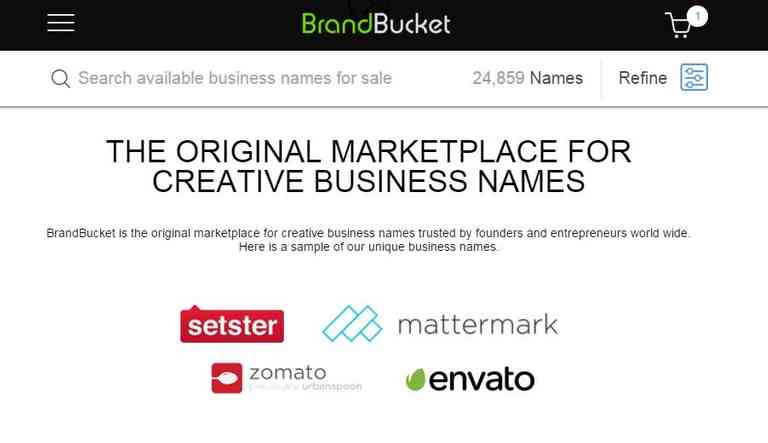 BrandBucket
1
Search available business names for sale 24,859 Names Refine
THE ORIGINAL MARKETPLACE FOR
CREATIVE BUSINESS NAMES
BrandBucket is the original marketplace for creative business names trusted by founders and entrepreneurs world wide.
Here is a sample of our unique business names.
setster mattermark
zomato envato
previously urbanspoon